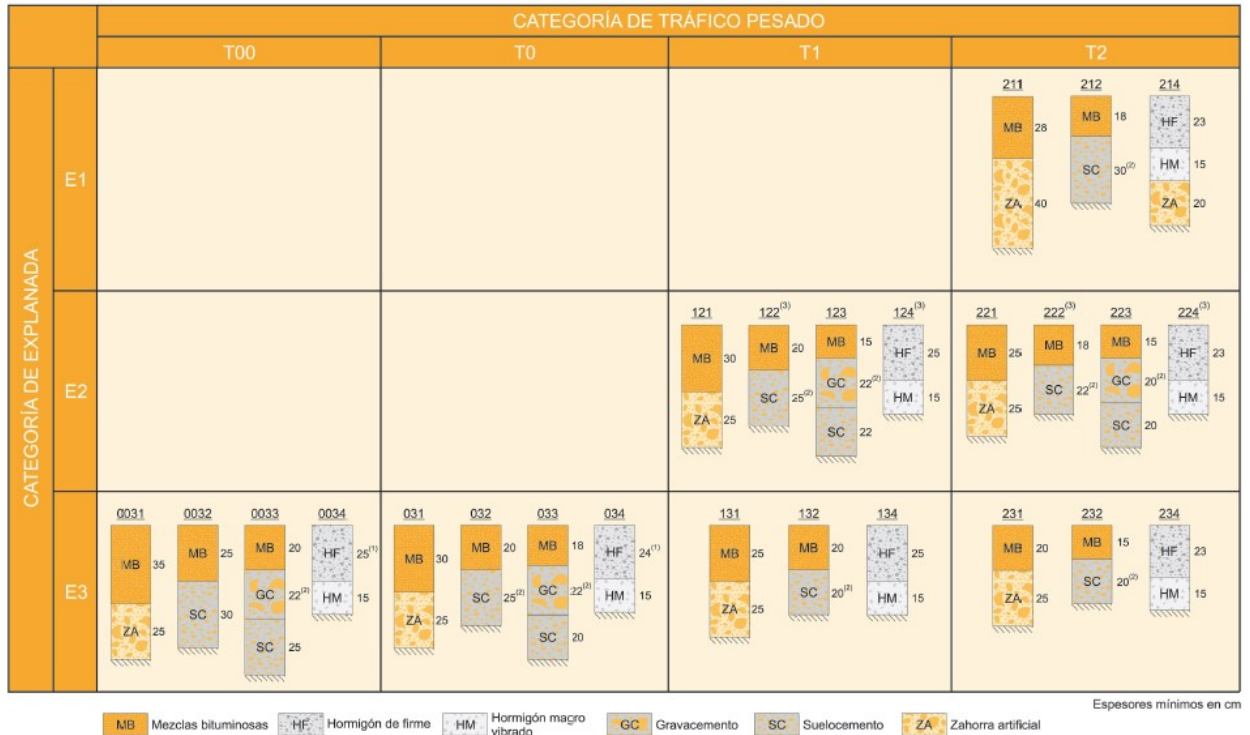 CATEGORÍA DE TRÁFICO PESADO
T00 T0 T1 T2
CATEGORÍA DE EXPLANADA
E1
211 212 214
MB 28 MB 18 HF 23
SC 30(2) HM 15
ZA 40 ZA 20
E2
121 122(3) 123 124(3) 221 222(3) 223 224(3)
MB 30 MB 20 MB 15 HF 25 MB 25 MB 18 MB 15 HF 23
ZA 25 SC 25(2) GC 22(2) HM 15 ZA 25 SC 22(2) GC 20(2) HM 15
SC 22 SC 20
E3
0031 0032 0033 0034 031 032 033 034 131 132 134 231 232 234
MB 35 MB 25 MB 20 HF 25(1) MB 30 MB 20 MB 18 HF 24(1) MB 25 MB 20 HF 25 MB 20 MB 15 HF 23
ZA 25 SC 30 GC 22(2) HM 15 ZA 25 SC 25(2) GC 22(2) HM 15 ZA 25 SC 20(2) HM 15 ZA 25 SC 20(2) HM 15
SC 25 SC 20
Espesores mínimos en cm
MB Mezclas bituminosas HF Hormigón de firme HM Hormigón magro vibrado GC Gravacemento SC Suelocemento ZA Zahorra artificial